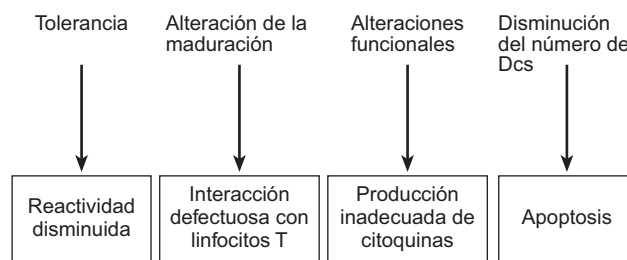 Tolerancia
Alteración de la
maduración
Alteraciones
funcionales
Disminución
del número de
Dcs
Reactividad
disminuida
Interacción
defectuosa con
linfocitos T
Producción
inadecuada de
citoquinas
Apoptosis